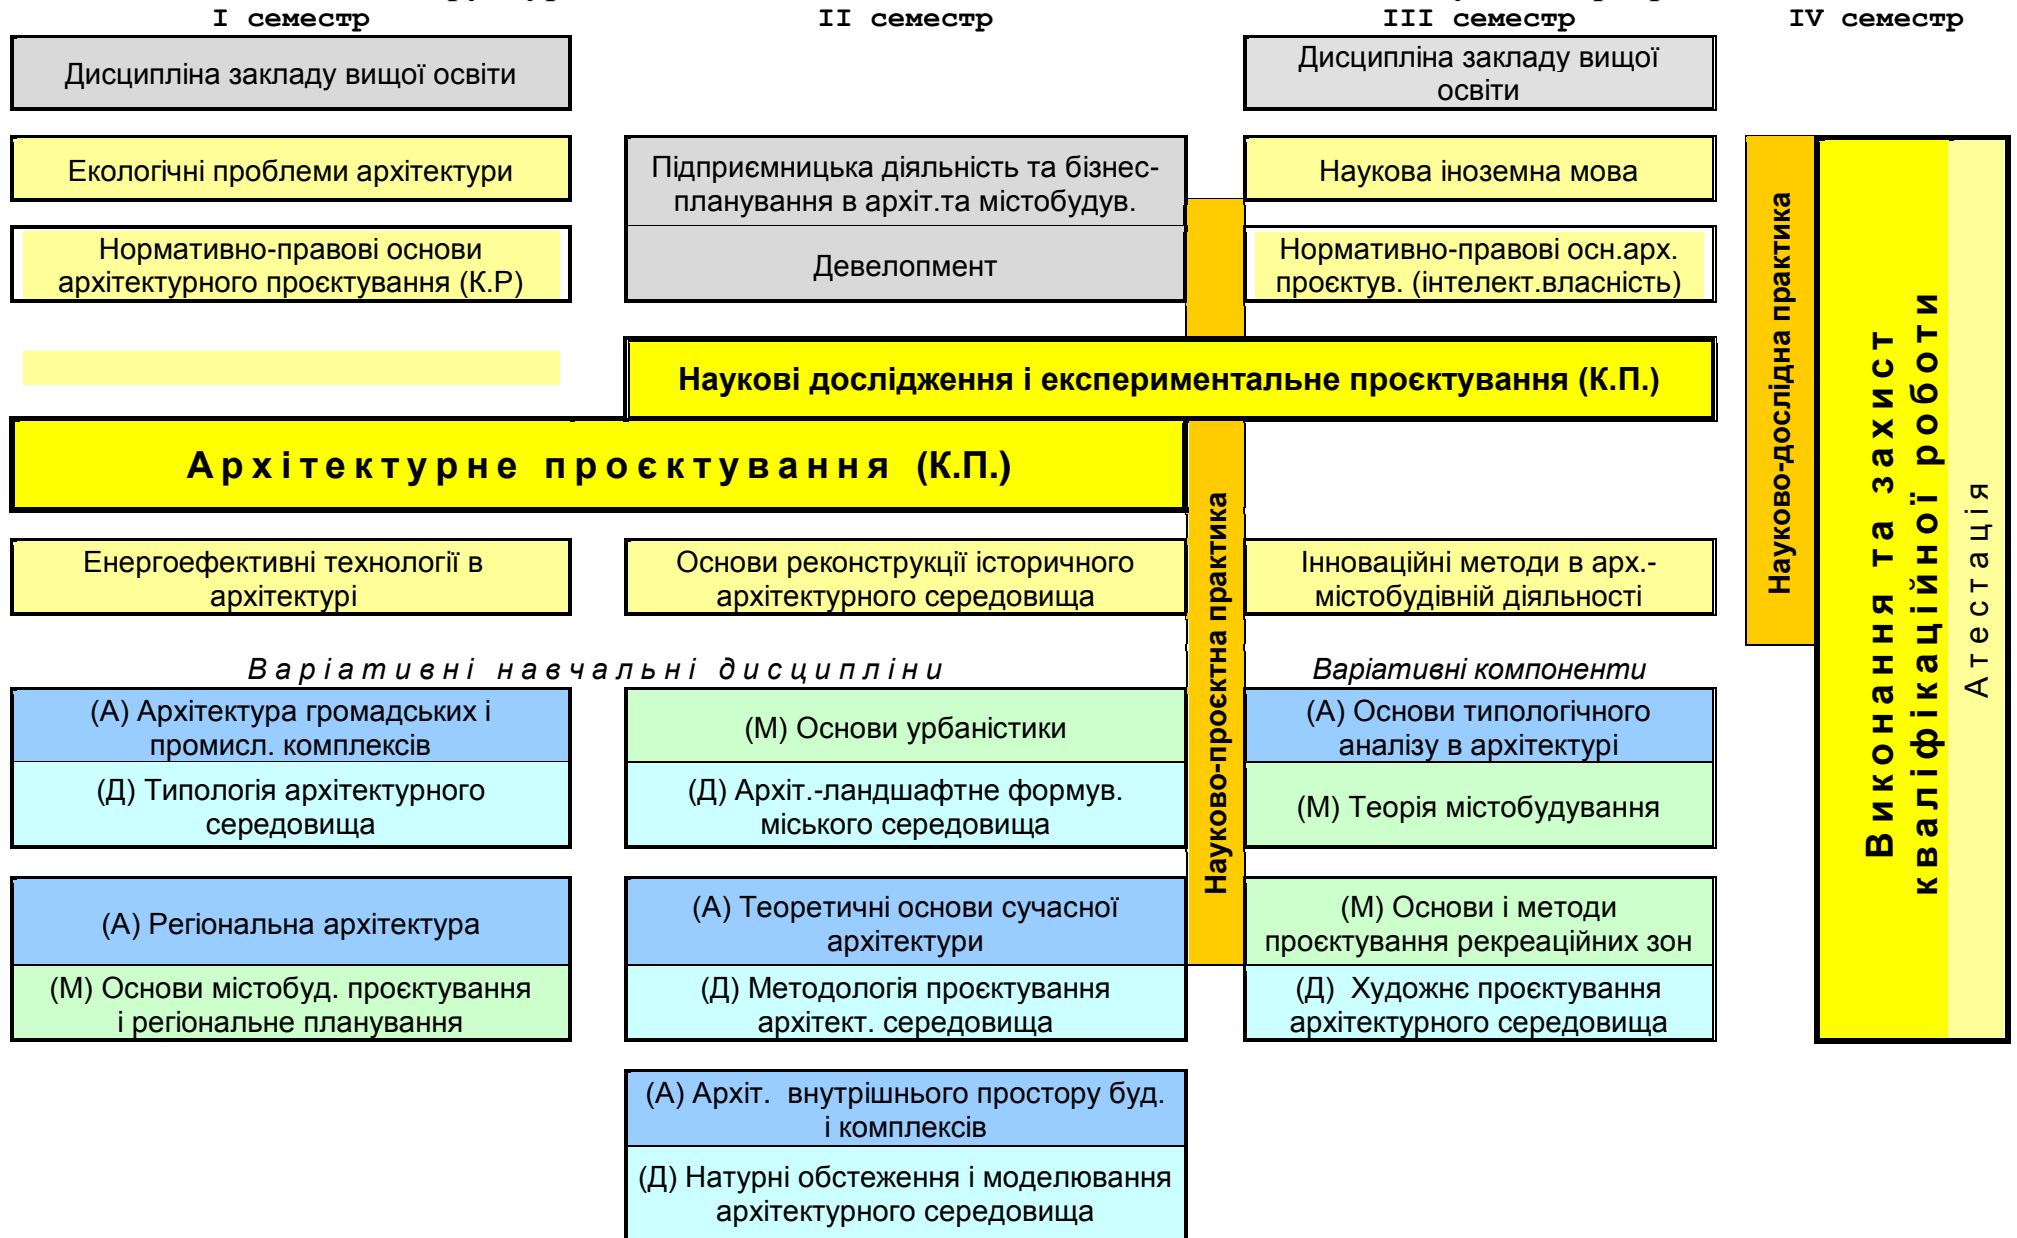 I семестр
II семестр
III семестр
IV семестр
Дисципліна закладу вищої освіти
Дисципліна закладу вищої
освіти
Екологічні проблеми архітектури
Підприємницька діяльність та бізнес-
планування в архіт.та містобудув.
Наукова іноземна мова
Нормативно-правові основи
архітектурного проєктування (К.Р)
Девелопмент
Нормативно-правові осн.арх.
проєктув. (інтелект.власність)
Наукові дослідження і експериментальне проєктування (К.П.)
Архітектурне проєктування (К.П.)
Енергоефективні технології в
архітектурі
Основи реконструкції історичного
архітектурного середовища
Інноваційні методи в арх.-
містобудівній діяльності
Варіативні навчальні дисципліни
Варіативні компоненти
(А) Архітектура громадських і
промисл. комплексів
(Д) Типологія архітектурного
середовища
(М) Основи урбаністики
(Д) Архіт.-ландшафтне формув.
міського середовища
(А) Основи типологічного
аналізу в архітектурі
(М) Теорія містобудування
(А) Регіональна архітектура
(М) Основи містобуд. проєктування
і регіональне планування
(А) Теоретичні основи сучасної
архітектури
(Д) Методологія проєктування
архітект. середовища
(М) Основи і методи
проєктування рекреаційних зон
(Д) Художнє проєктування
архітектурного середовища
(А) Архіт. внутрішнього простору буд.
і комплексів
(Д) Натурні обстеження і моделювання
архітектурного середовища
Науково-проєктна практика
Науково-дослідна практика
Виконання та захист
кваліфікаційної роботи
Атестація